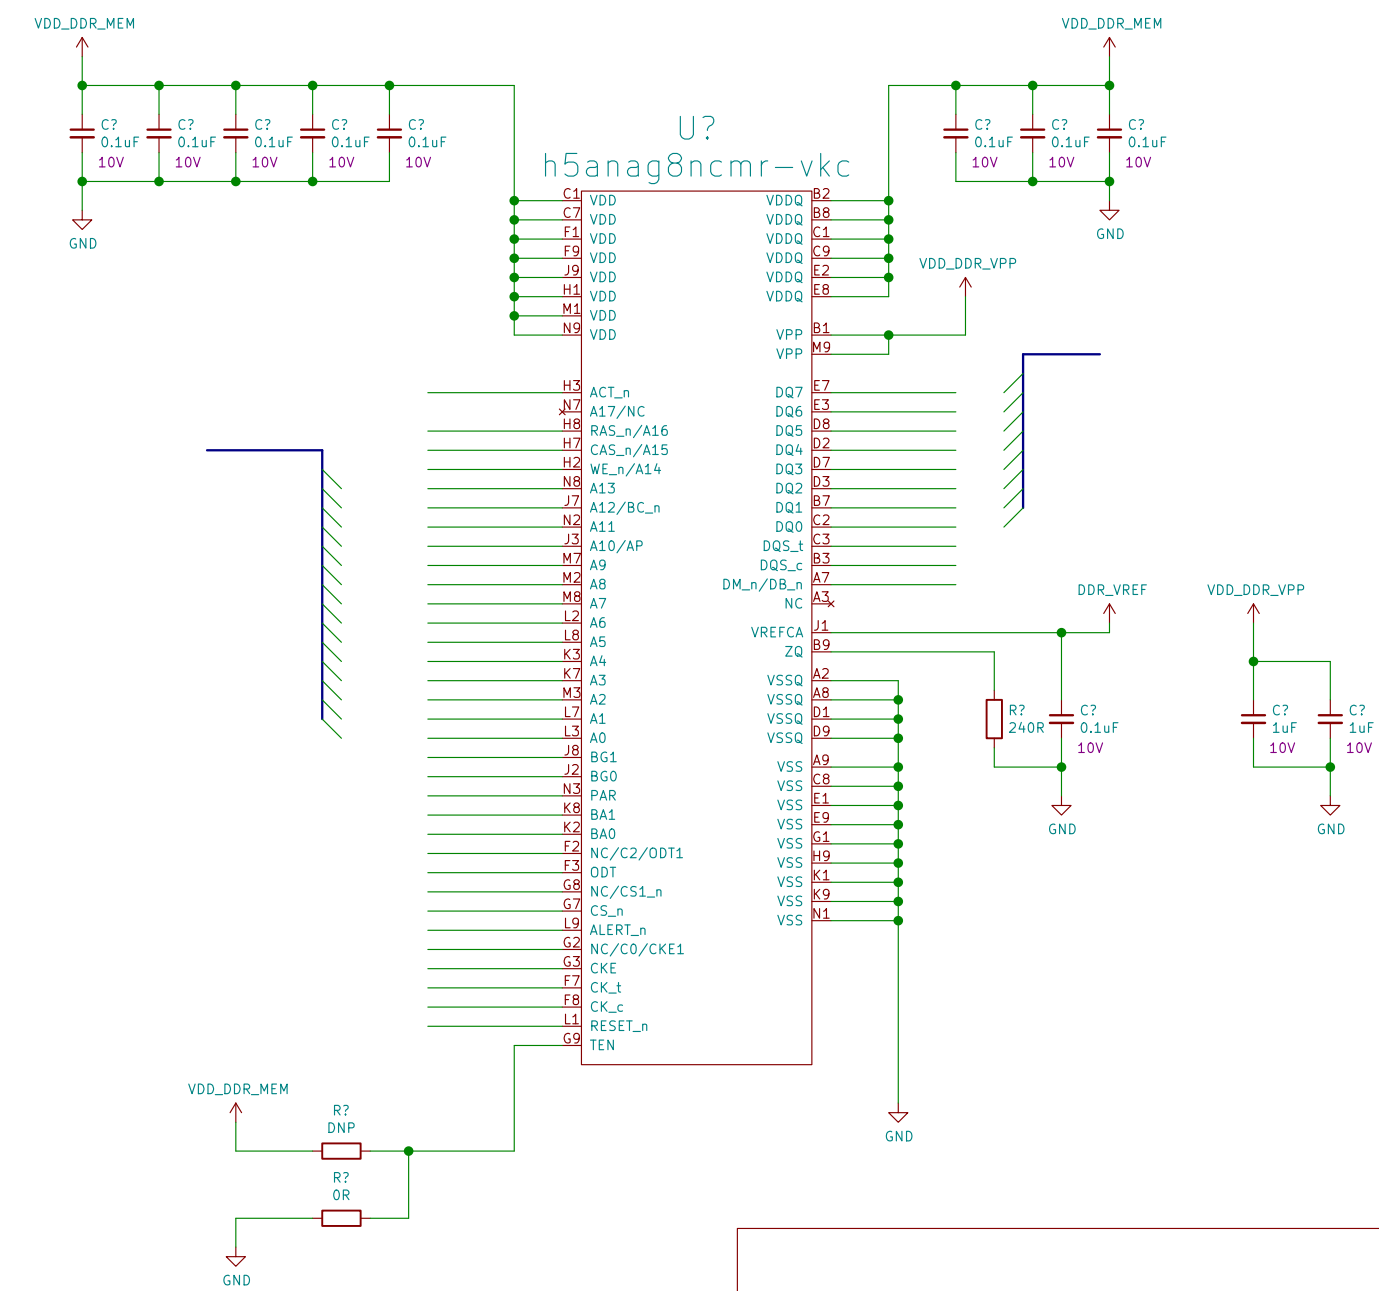 VDD_DDR_MEM
VDD_DDR_MEM
C?
0.1uF
10V
C?
0.1uF
10V
C?
0.1uF
10V
C?
0.1uF
10V
C?
0.1uF
10V
C?
0.1uF
10V
C?
0.1uF
10V
C?
0.1uF
10V
GND
GND
U?
h5anag8ncmr-vkc
C1 VDD
C7 VDD
F1 VDD
F9 VDD
J9 VDD
H1 VDD
M1 VDD
N9 VDD
H3 ACT_n
N7 A17/NC
H8 RAS_n/A16
H7 CAS_n/A15
H2 WE_n/A14
N8 A13
J7 A12/BC_n
N2 A11
J3 A10/AP
M7 A9
M2 A8
M8 A7
L2 A6
L8 A5
K3 A4
K7 A3
M3 A2
L7 A1
L3 A0
J8 BG1
J2 BG0
N3 PAR
K8 BA1
K2 BA0
F2 NC/C2/ODT1
F3 ODT
G8 NC/CS1_n
G7 CS_n
L9 ALERT_n
G2 NC/C0/CKE1
G3 CKE
F7 CK_t
F8 CK_c
L1 RESET_n
G9 TEN
VDDQ B2
VDDQ B8
VDDQ C1
VDDQ C9
VDDQ E2
VDDQ E8
VPP B1
VPP M9
DQ7 E7
DQ6 E3
DQ5 D8
DQ4 D2
DQ3 D7
DQ2 D3
DQ1 B7
DQ0 C2
DQS_t C3
DQS_c B3
DM_n/DB_n A7
NC A3
VREFCA J1
ZQ B9
VSSQ A2
VSSQ A8
VSSQ D1
VSSQ D9
VSS A9
VSS C8
VSS E1
VSS E9
VSS G1
VSS H9
VSS K1
VSS K9
VSS N1
VDD_DDR_VPP
DDR_VREF
VDD_DDR_VPP
R?
240R
C?
0.1uF
10V
C?
1uF
10V
C?
1uF
10V
GND
GND
GND
VDD_DDR_MEM
R?
DNP
R?
0R
GND